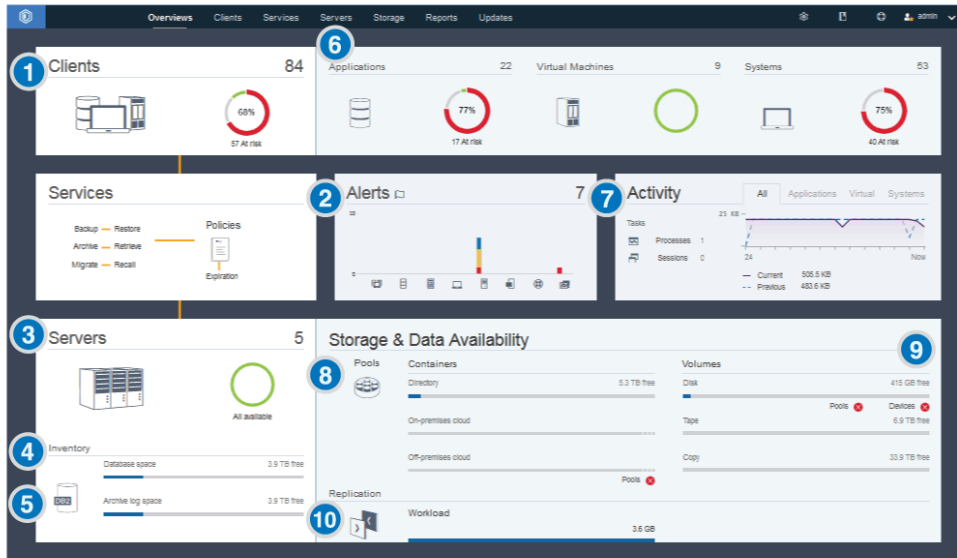 Overviews Clients Services Servers Storage Reports Updates admin
6
1 Clients 84
Applications 22 Virtual Machines 9 Systems 53
68%
57 At risk
77%
17 At risk
75%
40 At risk
Services
Backup Restore
Archive Retrieve
Migrate Recall
Policies
Expiration
2 Alerts 7
0
7 Activity
All Applications Virtual Systems
Tasks
Processes 1
Sessions 0
25 KB
24 Now
Current 505.5 KB
Previous 483.6 KB
3 Servers 5
All available
4 Inventory
Database space 3.9 TB free
5 DB2 Archive log space 3.9 TB free
Storage & Data Availability
9
8 Pools Containers Volumes
Directory 5.3 TB free Disk 415 GB free
Pools Devices
On-premises cloud Tape 6.9 TB free
Off-premises cloud Copy 33.9 TB free
Pools
Replication
10 Workload
3.6 GB